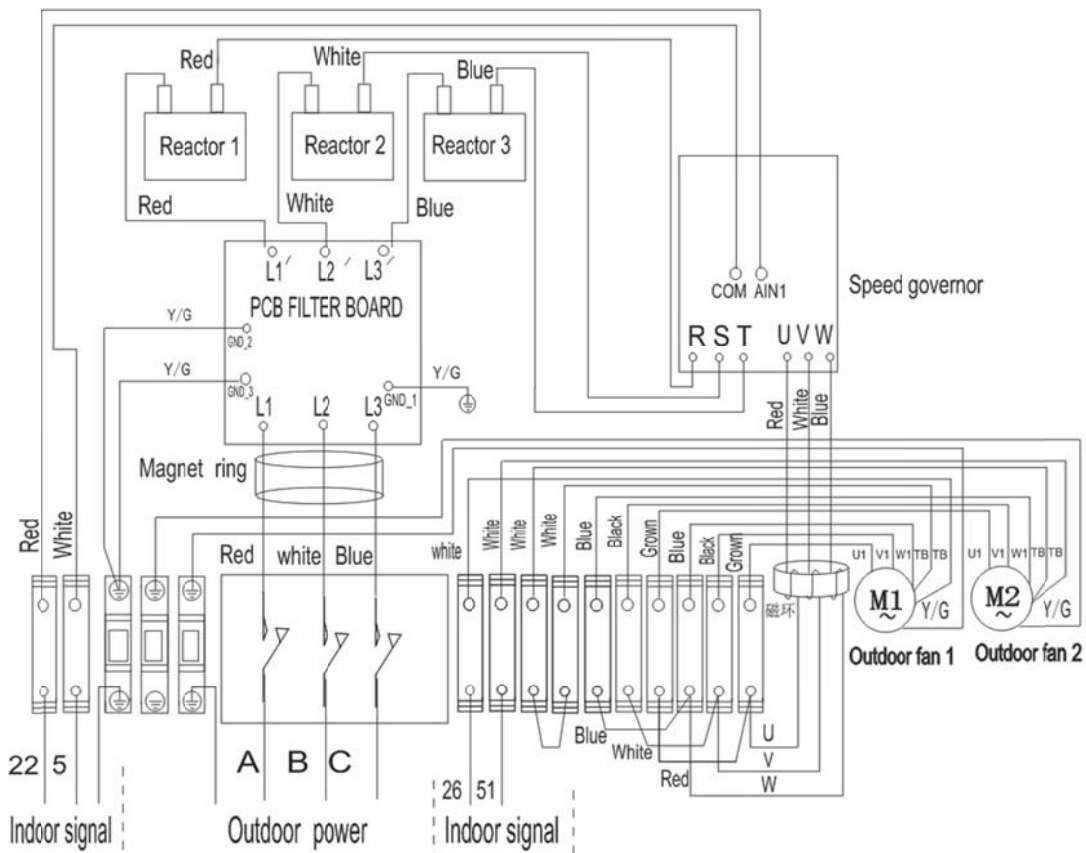 Red
White
Blue
Reactor 1
Reactor 2
Reactor 3
Red
White
Blue
L1′
L2′
L3′
PCB FILTER BOARD
Y/G
GND_2
Y/G
GND_3
Y/G
GND_1
L1
L2
L3
COM AIN1
Speed governor
R S T
U V W
Red
White
Blue
Magnet ring
Red
White
Red
white
Blue
white
White
White
White
Blue
Black
Grown
Blue
Black
Grown
磁环
U1 V1 W1 TB TB
M1
~
Y/G
Outdoor fan 1
U1 V1 W1 TB TB
M2
~
Y/G
Outdoor fan 2
Blue
White
Red
U
V
W
22 5
A B C
26 51
Indoor signal
Outdoor power
Indoor signal